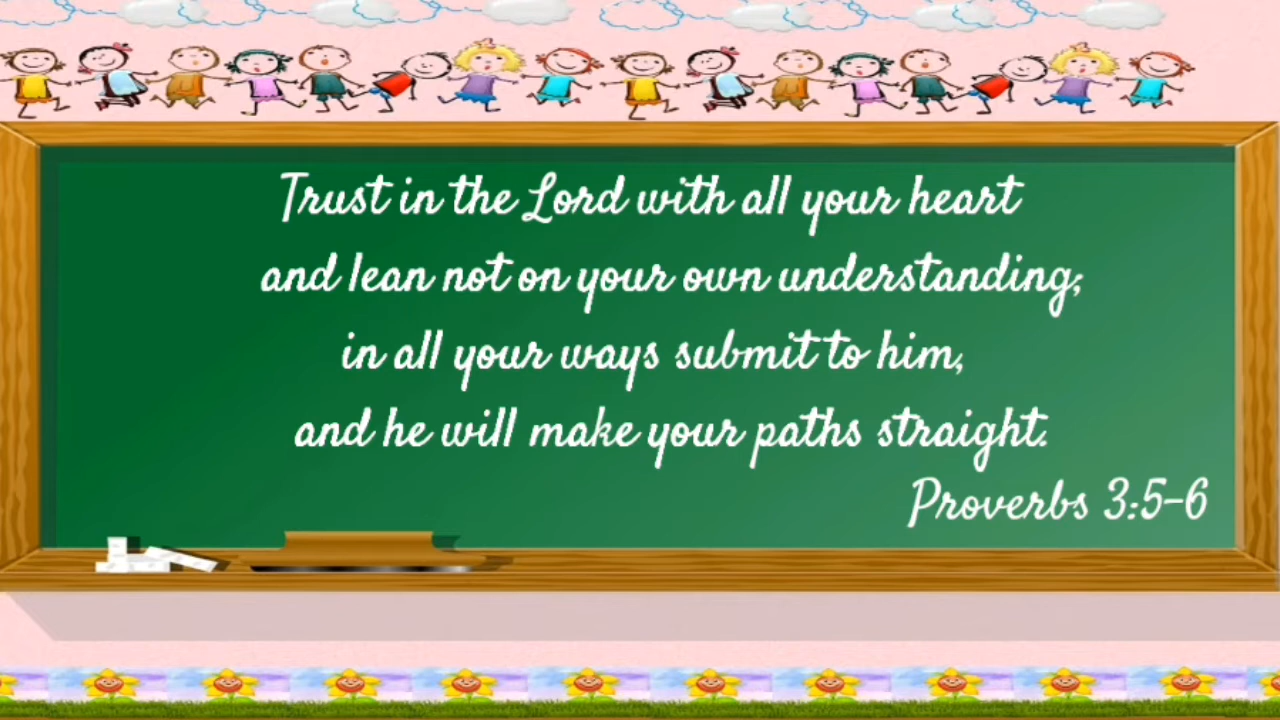 Trust in the Lord with all your heart
and lean not on your own understanding;
in all your ways submit to him,
and he will make your paths straight.
Proverbs 3:5-6